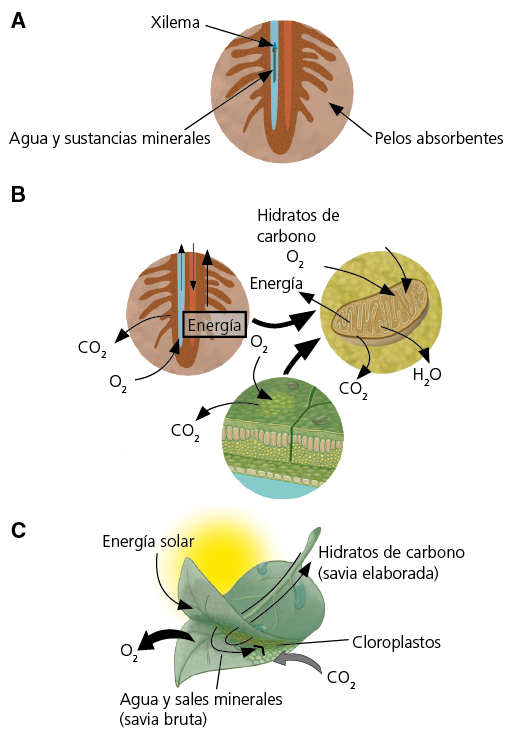 A
Xilema
Agua y sustancias minerales
Pelos absorbentes
B
Hidratos de
carbono
O2
Energía
Energía
O2
CO2
O2
CO2
H2O
CO2
C
Energía solar
Hidratos de carbono
(savia elaborada)
Cloroplastos
O2
CO2
Agua y sales minerales
(savia bruta)